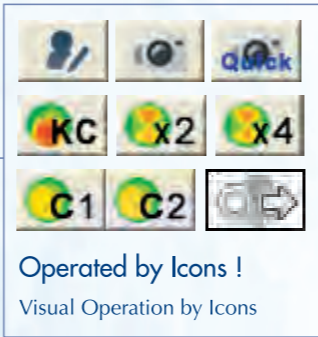 Quick
KC x2 x4
C1 C2
Operated by Icons !
Visual Operation by Icons